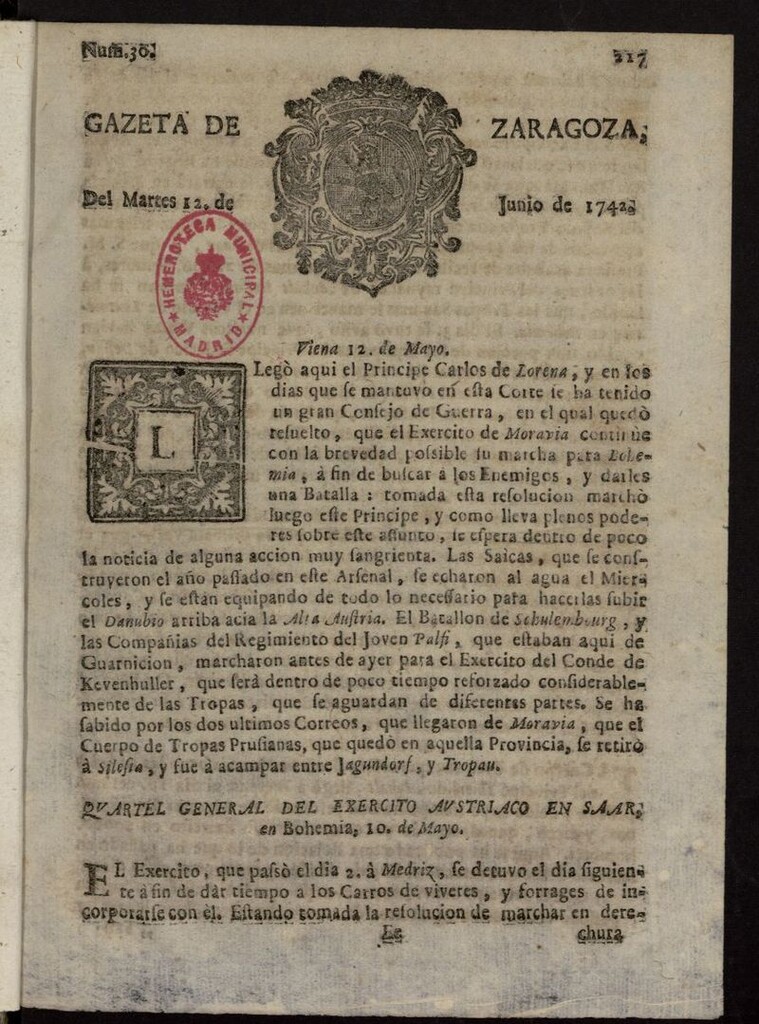 Num. 30. 217
GAZETA DE ZARAGOZA,
Del Martes 12. de Junio de 1742.
HEMEROTECA MUNICIPAL
MADRID
Viena 12. de Mayo.
LLegò aqui el Principe Carlos de Lorena, y en los
dias que ſe mantuvo en eſta Corte ſe ha tenido
un gran Conſejo de Guerra, en el qual quedò
reſuelto, que el Exercito de Moravia continùe
con la brevedad poſsible ſu marcha para Bohe-
mia, à fin de buſcar à los Enemigos, y darles
una Batalla: tomada eſta reſolucion marchò
luego eſte Principe, y como lleva plenos pode-
res ſobre eſte aſſunto, ſe eſpera dentro de poco
la noticia de alguna accion muy ſangrienta. Las Saicas, que ſe conſ-
truyeron el año paſſado en eſte Arſenal, ſe echaron al agua el Mier-
coles, y ſe eſtán equipando de todo lo neceſſario para hacerlas ſubir
el Danubio arriba acia la Alta Auſtria. El Batallon de Schulembourg, y
las Compañias del Regimiento del Joven Palfi, que eſtaban aqui de
Guarnicion, marcharon antes de ayer para el Exercito del Conde de
Kevenhuller, que ſerà dentro de poco tiempo reforzado conſiderable-
mente de las Tropas, que ſe aguardan de diferentes partes. Se ha
ſabido por los dos ultimos Correos, que llegaron de Moravia, que el
Cuerpo de Tropas Pruſianas, que quedò en aquella Provincia, ſe retirò
à Sileſia, y fue à acampar entre Jagundorf, y Tropau.
QVARTEL GENERAL DEL EXERCITO AVSTRIACO EN SAAR,
en Bohemia, 10. de Mayo.
EL Exercito, que paſsò el dia 2. à Medriz, ſe detuvo el dia ſiguien-
te à fin de dàr tiempo a los Carros de viveres, y forrages de in-
corporarſe con èl. Eſtando tomada la reſolucion de marchar en dere-
Ee chura